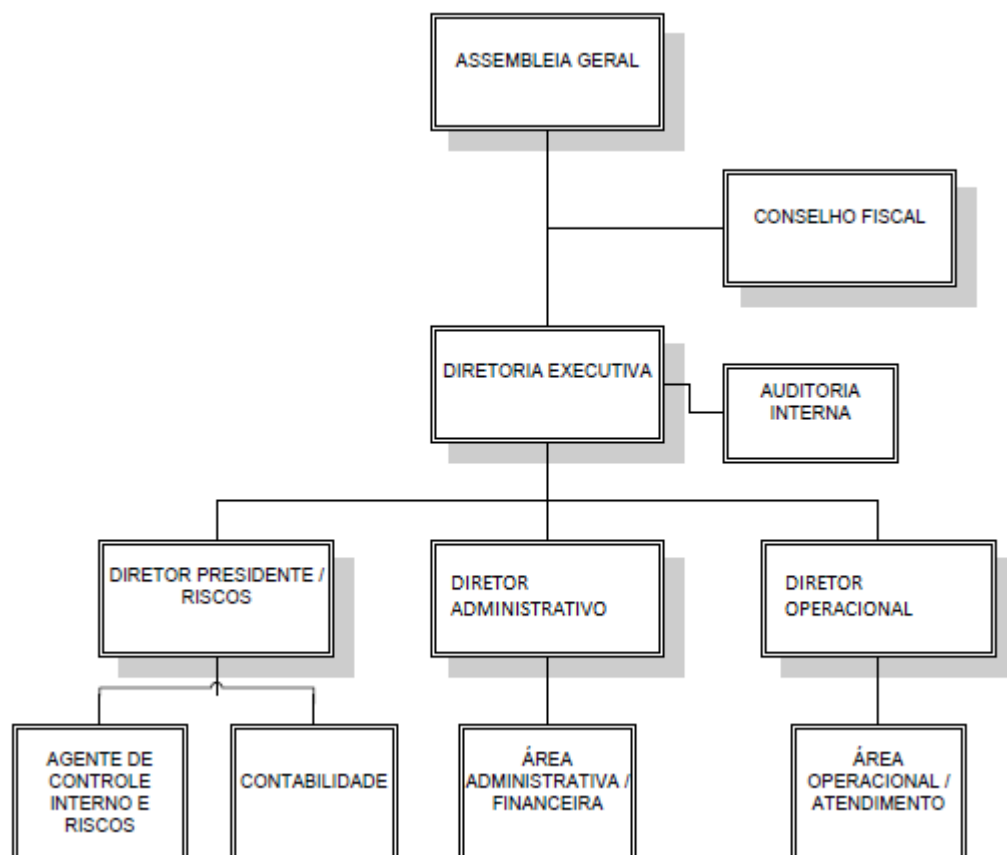 ASSEMBLEIA GERAL
CONSELHO FISCAL
DIRETORIA EXECUTIVA
AUDITORIA
INTERNA
DIRETOR PRESIDENTE /
RISCOS
DIRETOR
ADMINISTRATIVO
DIRETOR
OPERACIONAL
AGENTE DE
CONTROLE
INTERNO E
RISCOS
CONTABILIDADE
ÁREA
ADMINISTRATIVA /
FINANCEIRA
ÁREA
OPERACIONAL /
ATENDIMENTO